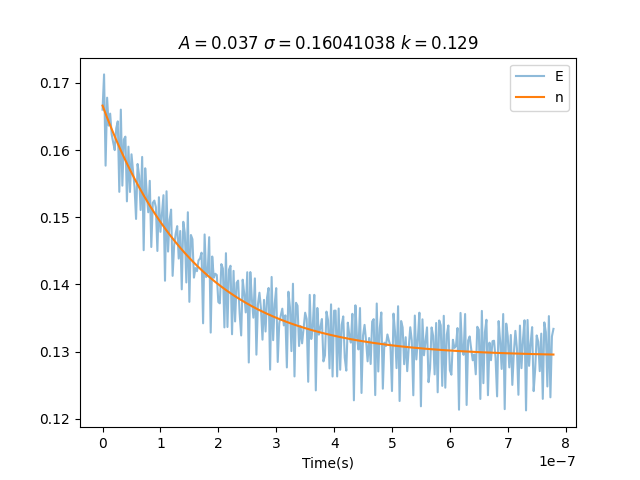 A = 0.037 σ = 0.16041038 k = 0.129
E
n
0.17
0.16
0.15
0.14
0.13
0.12
0 1 2 3 4 5 6 7 8
1e−7
Time(s)